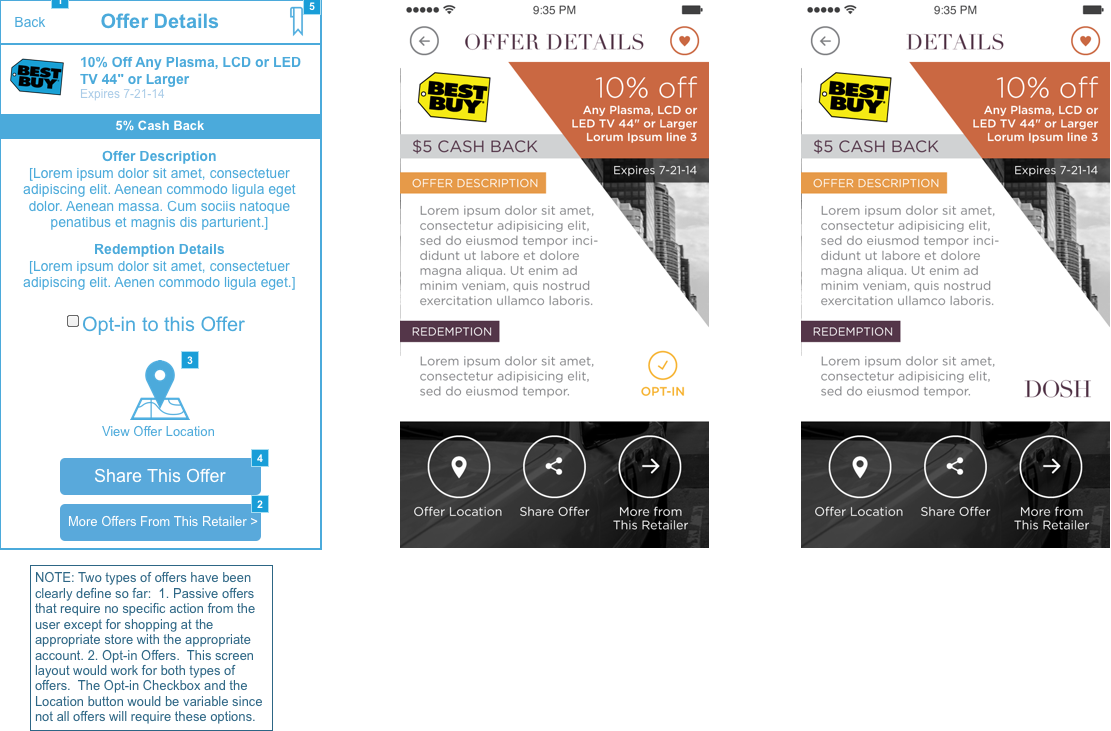 1
5
Back
Offer Details
BEST
BUY
10% Off Any Plasma, LCD or LED
TV 44" or Larger
Expires 7-21-14
5% Cash Back
Offer Description
[Lorem ipsum dolor sit amet, consectetuer
adipiscing elit. Aenean commodo ligula eget
dolor. Aenean massa. Cum sociis natoque
penatibus et magnis dis parturient.]
Redemption Details
[Lorem ipsum dolor sit amet, consectetuer
adipiscing elit. Aenen commodo ligula eget.]
Opt-in to this Offer
3
View Offer Location
4
Share This Offer
2
More Offers From This Retailer >
NOTE: Two types of offers have been
clearly define so far:  1. Passive offers
that require no specific action from the
user except for shopping at the
appropriate store with the appropriate
account. 2. Opt-in Offers.  This screen
layout would work for both types of
offers.  The Opt-in Checkbox and the
Location button would be variable since
not all offers will require these options.
9:35 PM
OFFER DETAILS
BEST
BUY
10% off
Any Plasma, LCD or
LED TV 44" or Larger
Lorum Ipsum line 3
$5 CASH BACK
Expires 7-21-14
OFFER DESCRIPTION
Lorem ipsum dolor sit amet,
consectetur adipisicing elit,
sed do eiusmod tempor inci-
didunt ut labore et dolore
magna aliqua. Ut enim ad
minim veniam, quis nostrud
exercitation ullamco laboris.
REDEMPTION
Lorem ipsum dolor sit amet,
consectetur adipisicing elit,
sed do eiusmod tempor.
OPT-IN
Offer Location
Share Offer
More from
This Retailer
9:35 PM
DETAILS
BEST
BUY
10% off
Any Plasma, LCD or
LED TV 44" or Larger
Lorum Ipsum line 3
$5 CASH BACK
Expires 7-21-14
OFFER DESCRIPTION
Lorem ipsum dolor sit amet,
consectetur adipisicing elit,
sed do eiusmod tempor inci-
didunt ut labore et dolore
magna aliqua. Ut enim ad
minim veniam, quis nostrud
exercitation ullamco laboris.
REDEMPTION
Lorem ipsum dolor sit amet,
consectetur adipisicing elit,
sed do eiusmod tempor.
DOSH
Offer Location
Share Offer
More from
This Retailer